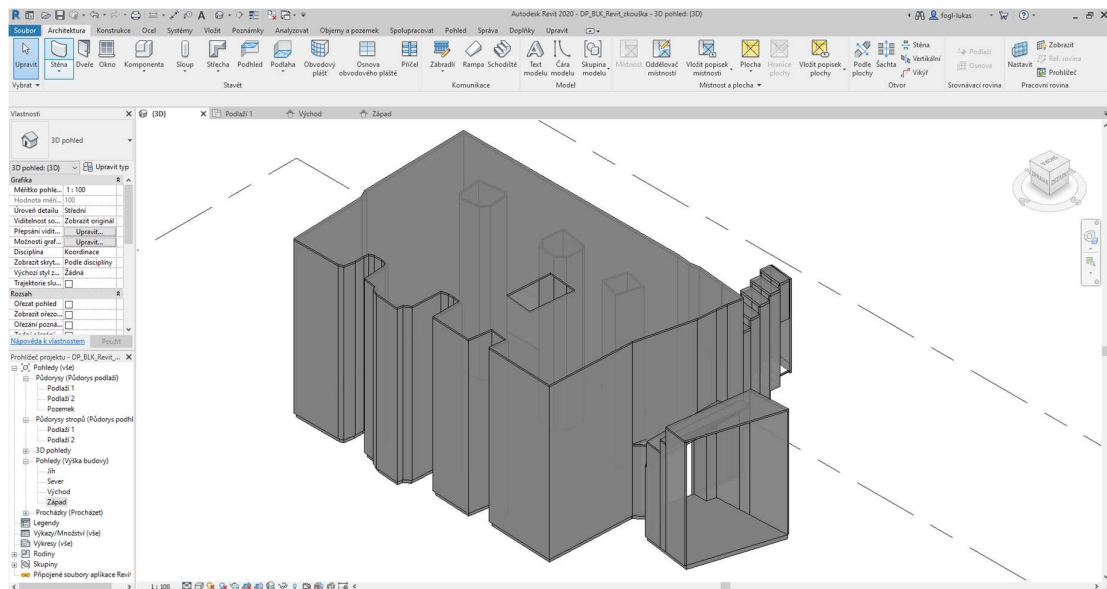 Autodesk Revit 2020 - DP_BLK_Revit_zkouška - 3D pohled: {3D}
fogl-lukas
Soubor Architektura Konstrukce Ocel Systémy Vložit Poznámky Analyzovat Objemy a pozemek Spolupracovat Pohled Správa Doplňky Upravit
Upravit Stěna Dveře Okno Komponenta Sloup Střecha Podhled Podlaha Obvodový plášť Osnova obvodového pláště Příčel Zábradlí Rampa Schodiště Text modelu Čára modelu Skupina modelu Místnost Oddělovač místností Vložit popisek místnosti Plocha Hranice plochy Vložit popisek plochy Podle plochy Šachta Stěna Vertikální Vikýř Podlaží Osnova Nastavit Zobrazit Ref. rovina Prohlížeč
Vybrat Stavět Komunikace Model Místnost a plocha Otvor Srovnávací rovina Pracovní rovina
Vlastnosti
{3D} Podlaží 1 Východ Západ
3D pohled
3D pohled: {3D} Upravit typ
Grafika
Měřítko pohle... 1 : 100
Hodnota měří... 100
Úroveň detailu Střední
Viditelnost so... Zobrazit originál
Přepsání vidit... Upravit...
Možnosti graf... Upravit...
Disciplína Koordinace
Zobrazit skryt... Podle disciplíny
Výchozí styl z... Žádná
Trajektorie slu...
Rozsah
Ořezat pohled
Zobrazit ořezo...
Ořezání pozná...
Nápověda k vlastnostem Použít
Prohlížeč projektu - DP_BLK_Revit_...
Pohledy (vše)
Půdorysy (Půdorys podlaží)
Podlaží 1
Podlaží 2
Pozemek
Půdorysy stropů (Půdorys podhl
Podlaží 1
Podlaží 2
3D pohledy
Pohledy (Výška budovy)
Jih
Sever
Východ
Západ
Procházky (Procházet)
Legendy
Výkazy/Množství (vše)
Výkresy (vše)
Rodiny
Skupiny
Připojené soubory aplikace Revit
1 : 100